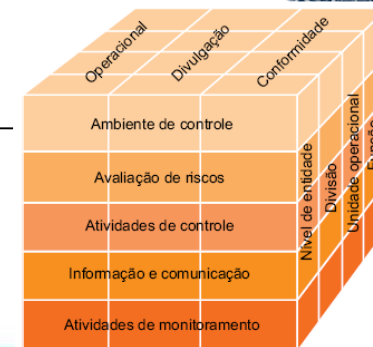 Operacional
Divulgação
Conformidade
Ambiente de controle
Avaliação de riscos
Atividades de controle
Informação e comunicação
Atividades de monitoramento
Nível de entidade
Divisão
Unidade operacional
Função